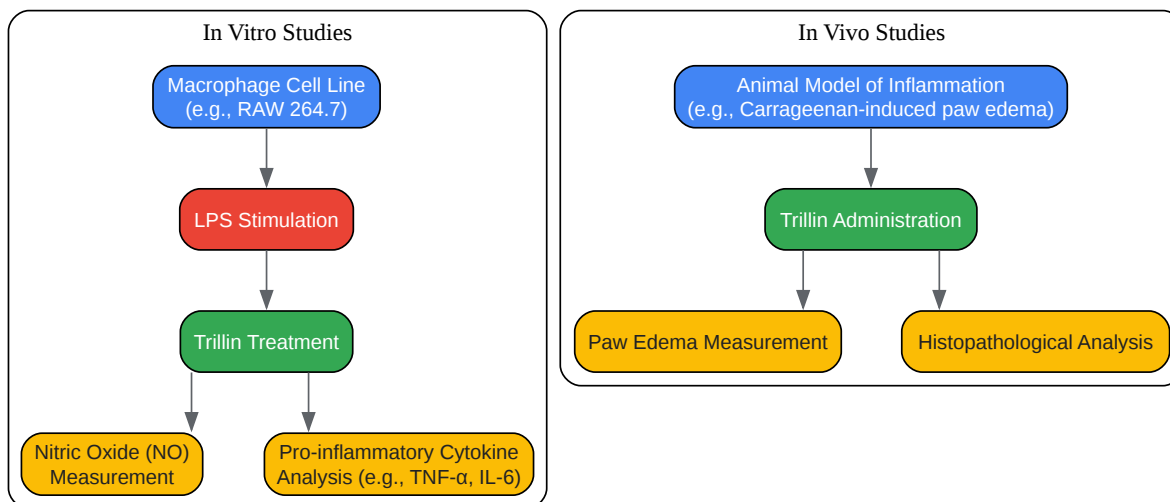 In Vitro Studies
Macrophage Cell Line
(e.g., RAW 264.7)
LPS Stimulation
Trillin Treatment
Nitric Oxide (NO)
Measurement
Pro-inflammatory Cytokine
Analysis (e.g., TNF-α, IL-6)
In Vivo Studies
Animal Model of Inflammation
(e.g., Carrageenan-induced paw edema)
Trillin Administration
Paw Edema Measurement
Histopathological Analysis